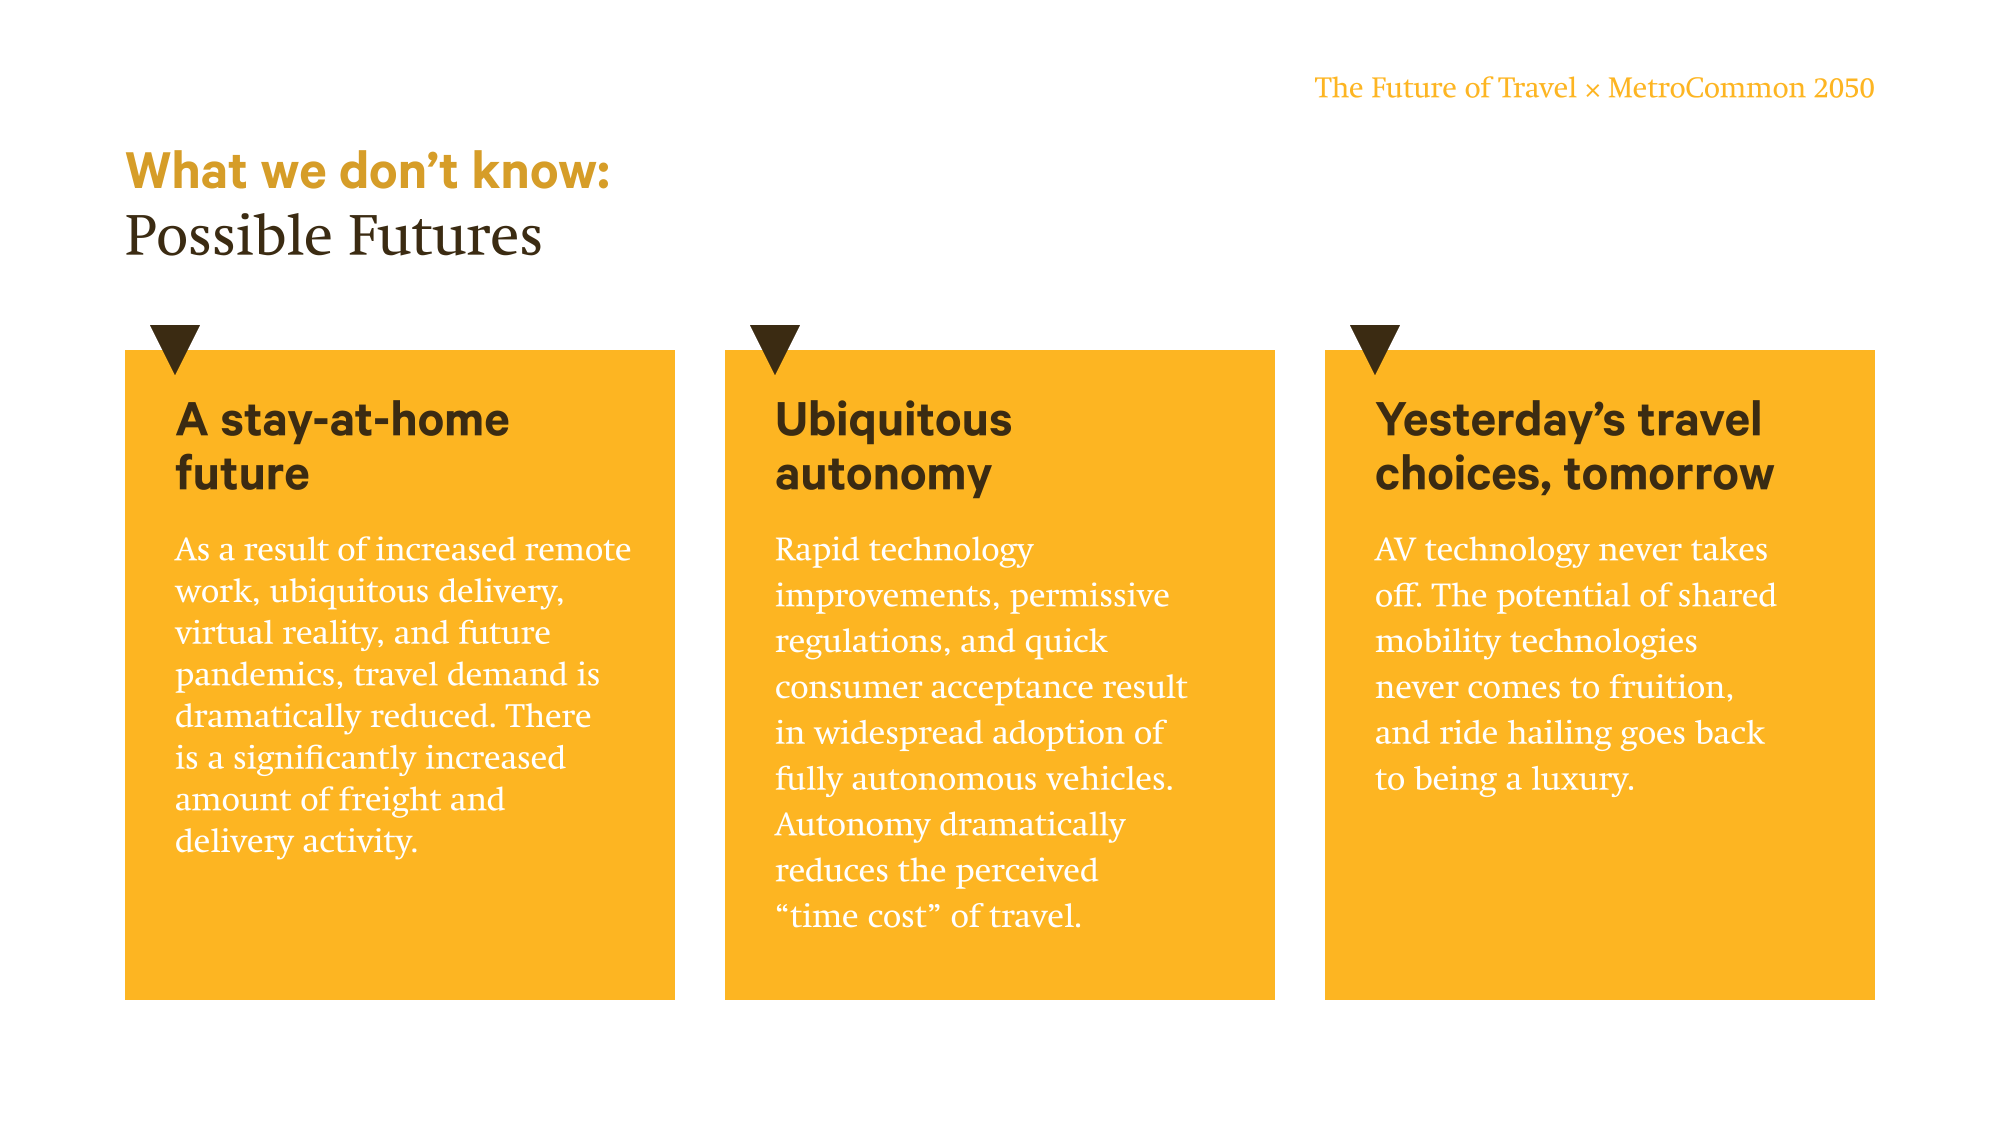 The Future of Travel × MetroCommon 2050
What we don’t know:
Possible Futures
A stay-at-home
future
As a result of increased remote
work, ubiquitous delivery,
virtual reality, and future
pandemics, travel demand is
dramatically reduced. There
is a significantly increased
amount of freight and
delivery activity.
Ubiquitous
autonomy
Rapid technology
improvements, permissive
regulations, and quick
consumer acceptance result
in widespread adoption of
fully autonomous vehicles.
Autonomy dramatically
reduces the perceived
“time cost” of travel.
Yesterday’s travel
choices, tomorrow
AV technology never takes
off. The potential of shared
mobility technologies
never comes to fruition,
and ride hailing goes back
to being a luxury.